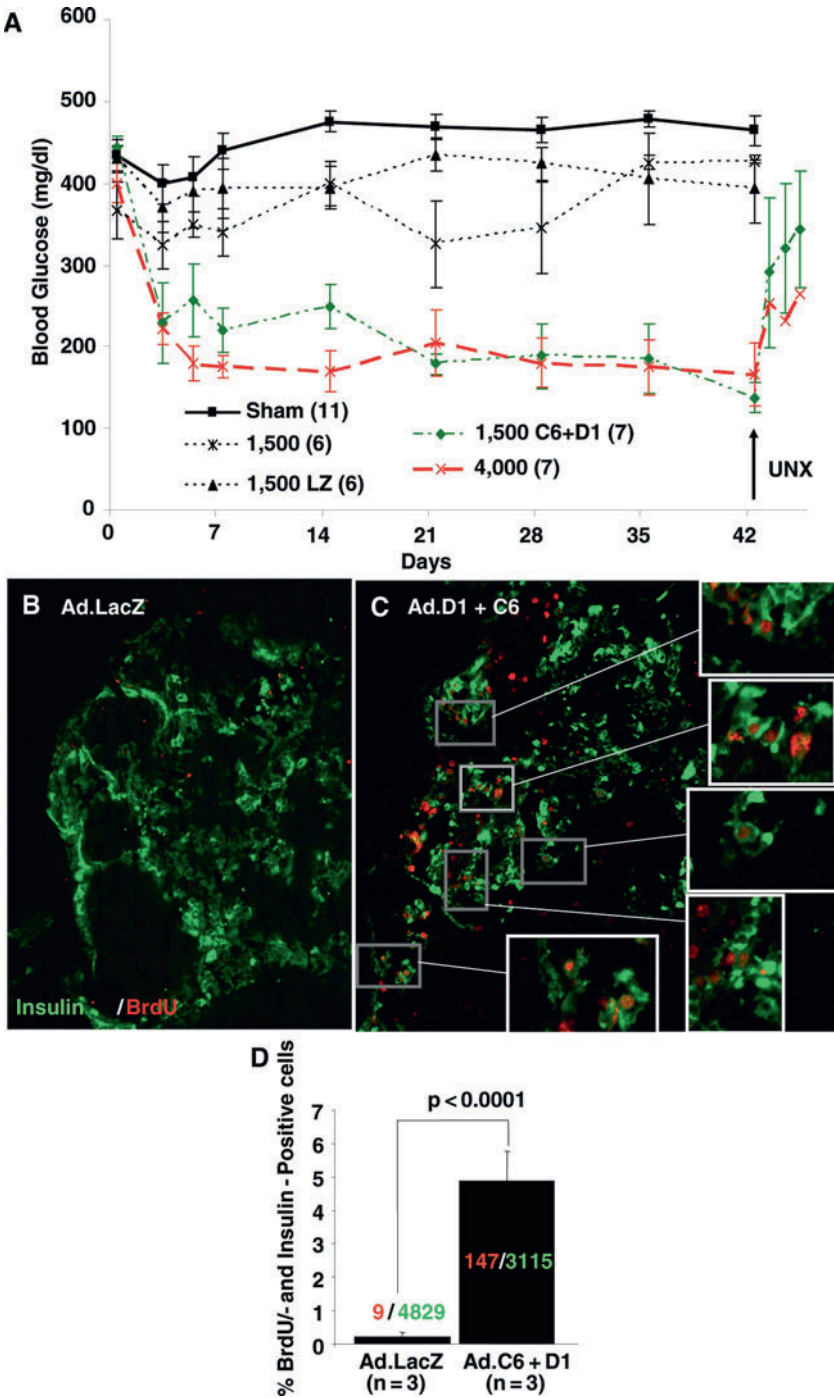 A
600
500
400
300
200
100
0
Blood Glucose (mg/dl)
Sham (11)
1,500 (6)
1,500 LZ (6)
1,500 C6+D1 (7)
4,000 (7)
UNX
0 7 14 21 28 35 42
Days
B Ad.LacZ
Insulin /BrdU
C Ad.D1 + C6
D
% BrdU/- and Insulin - Positive cells
7
6
5
4
3
2
1
0
p < 0.0001
9 / 4829
147/3115
Ad.LacZ Ad.C6 + D1
(n = 3) (n = 3)